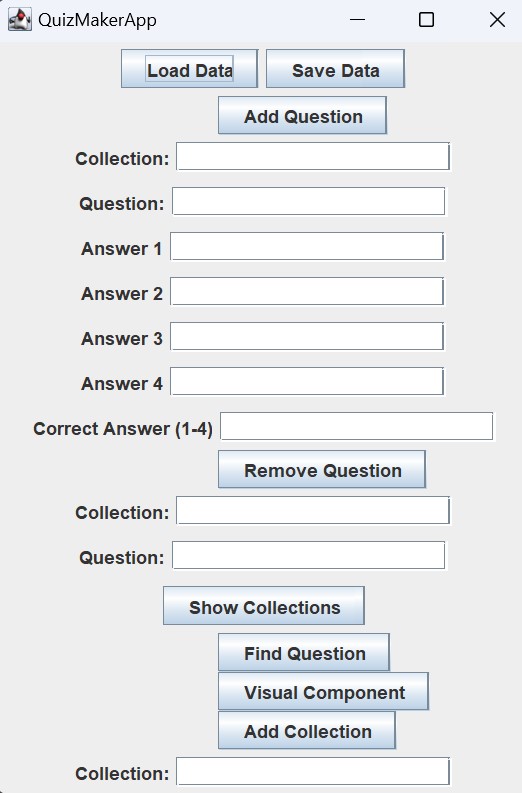 QuizMakerApp
Load Data Save Data
Add Question
Collection:
Question:
Answer 1
Answer 2
Answer 3
Answer 4
Correct Answer (1-4)
Remove Question
Collection:
Question:
Show Collections
Find Question
Visual Component
Add Collection
Collection: